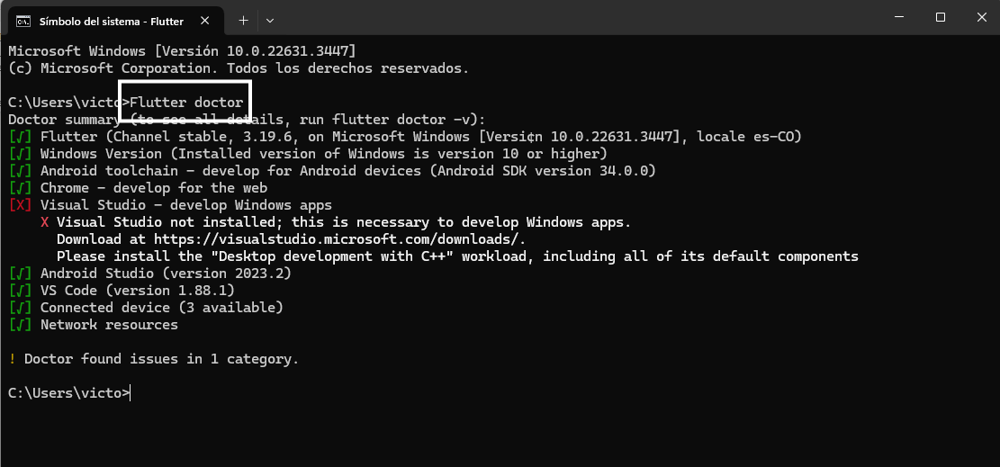 Símbolo del sistema - Flutter
Microsoft Windows [Versión 10.0.22631.3447]
(c) Microsoft Corporation. Todos los derechos reservados.
C:\Users\victo>Flutter doctor
Doctor summary (to see all details, run flutter doctor -v):
[√] Flutter (Channel stable, 3.19.6, on Microsoft Windows [Versi¢n 10.0.22631.3447], locale es-CO)
[√] Windows Version (Installed version of Windows is version 10 or higher)
[√] Android toolchain - develop for Android devices (Android SDK version 34.0.0)
[√] Chrome - develop for the web
[X] Visual Studio - develop Windows apps
X Visual Studio not installed; this is necessary to develop Windows apps.
Download at https://visualstudio.microsoft.com/downloads/.
Please install the "Desktop development with C++" workload, including all of its default components
[√] Android Studio (version 2023.2)
[√] VS Code (version 1.88.1)
[√] Connected device (3 available)
[√] Network resources
! Doctor found issues in 1 category.
C:\Users\victo>